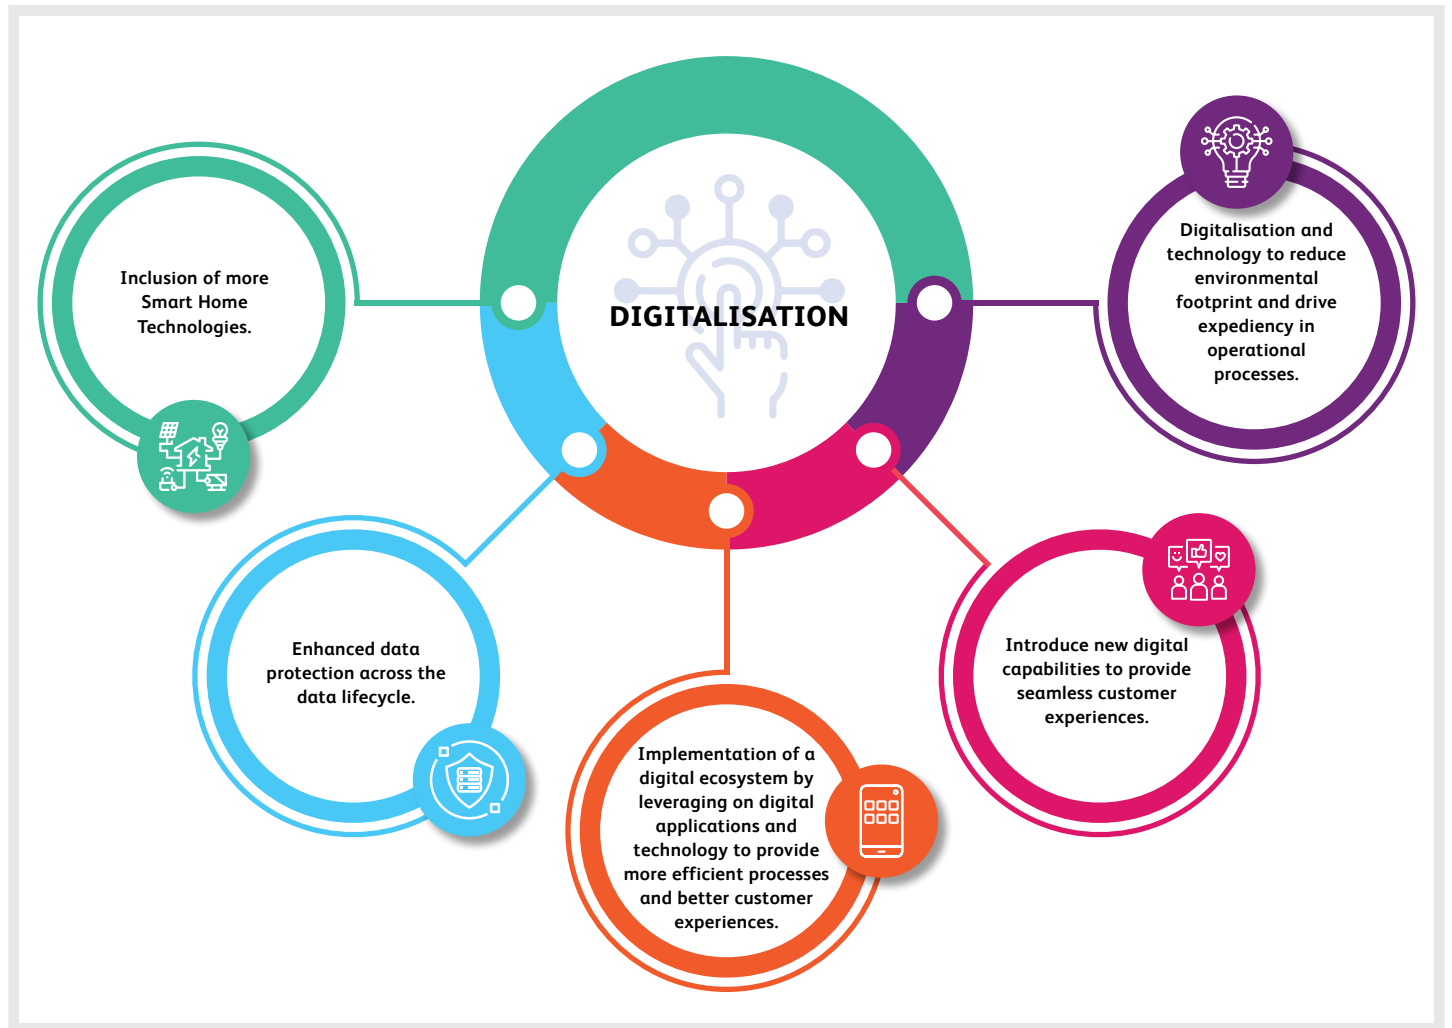 DIGITALISATION
Inclusion of more
Smart Home
Technologies.
Enhanced data
protection across the
data lifecycle.
Implementation of a
digital ecosystem by
leveraging on digital
applications and
technology to provide
more efficient processes
and better customer
experiences.
Introduce new digital
capabilities to provide
seamless customer
experiences.
Digitalisation and
technology to reduce
environmental
footprint and drive
expediency in
operational
processes.